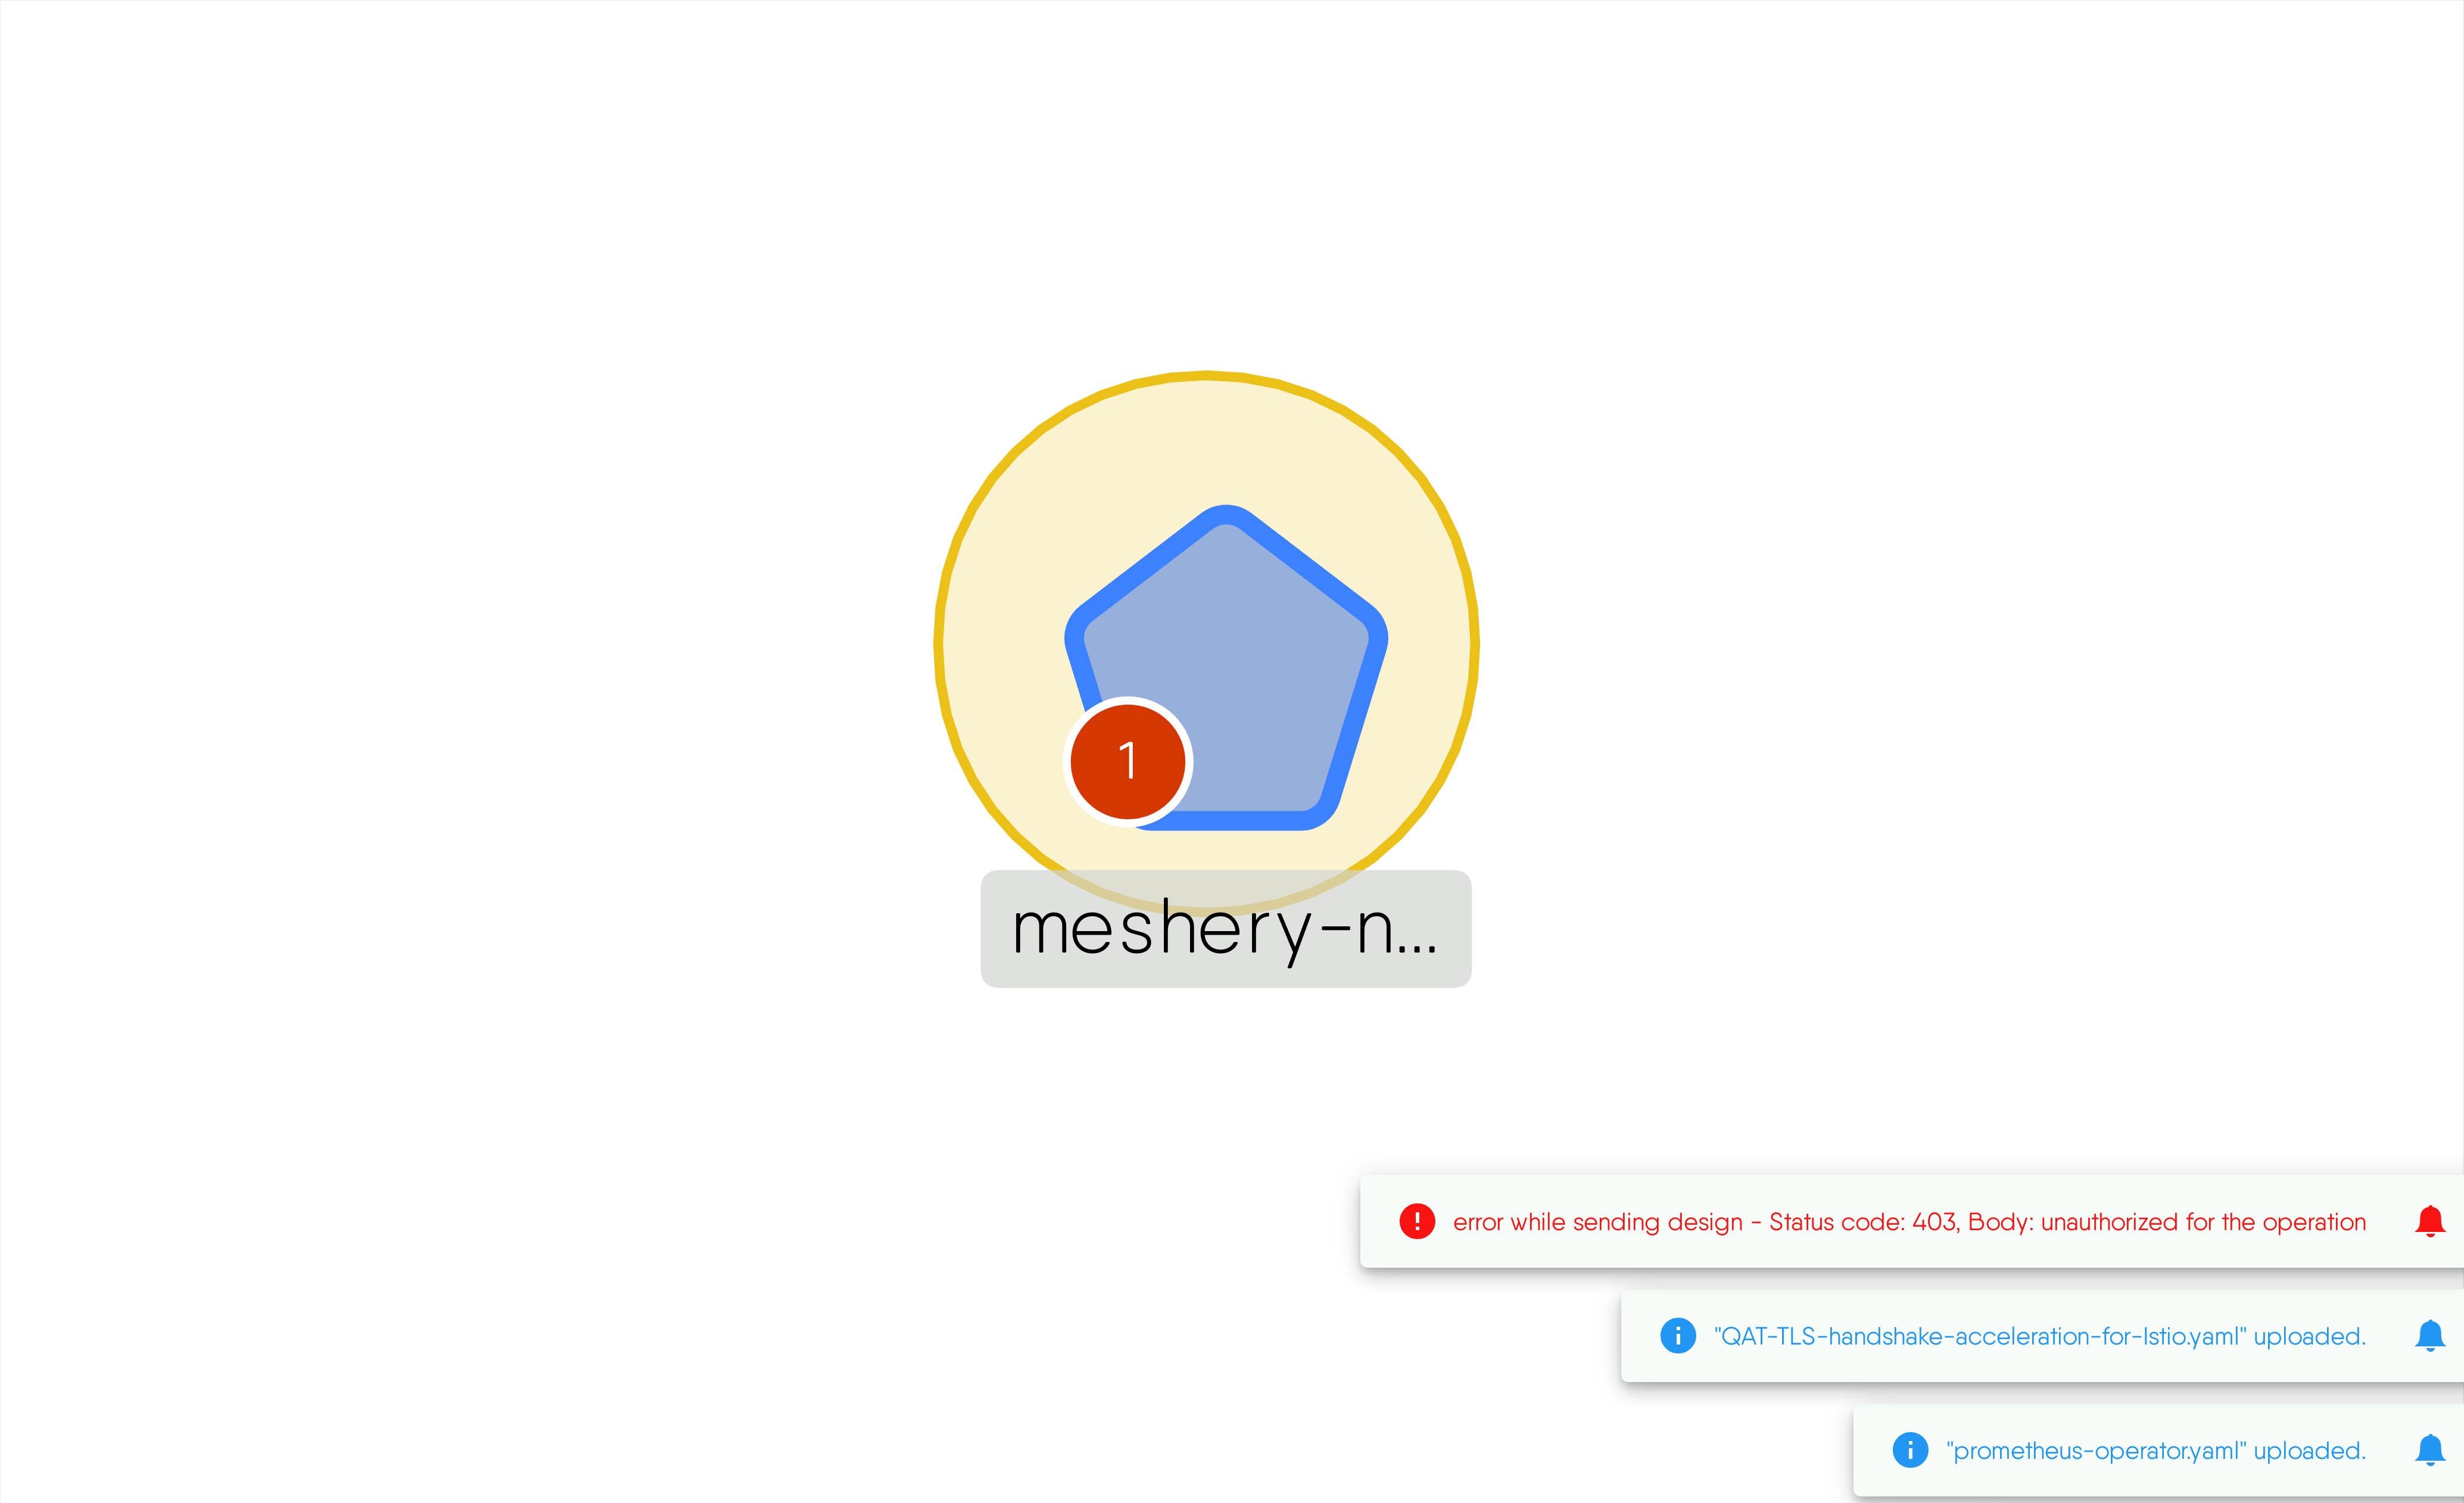 1
meshery-n...
error while sending design - Status code: 403, Body: unauthorized for the operation
"QAT-TLS-handshake-acceleration-for-Istio.yaml" uploaded.
"prometheus-operator.yaml" uploaded.